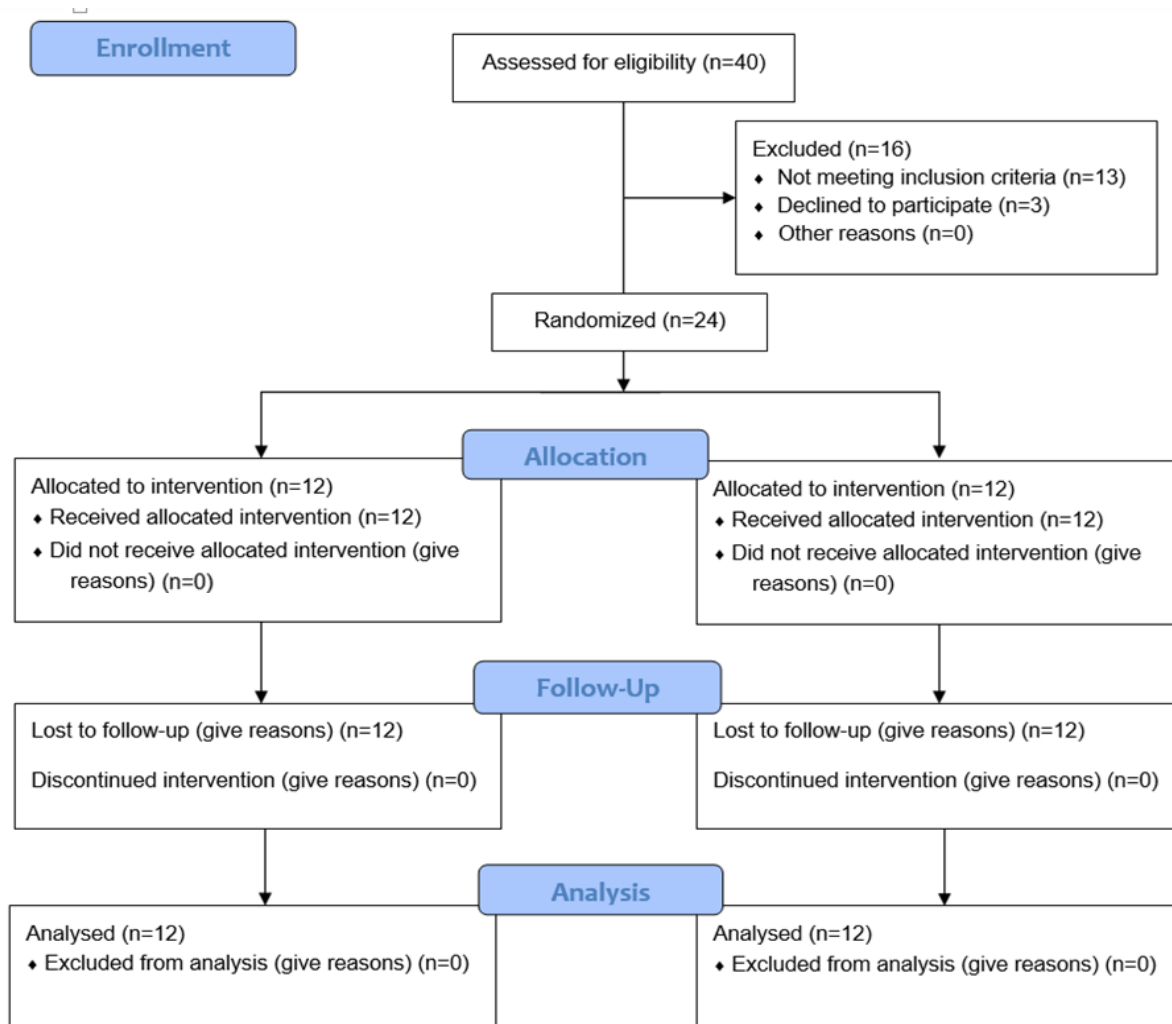 Enrollment
Assessed for eligibility (n=40)
Excluded (n=16)
♦ Not meeting inclusion criteria (n=13)
♦ Declined to participate (n=3)
♦ Other reasons (n=0)
Randomized (n=24)
Allocation
Allocated to intervention (n=12)
♦ Received allocated intervention (n=12)
♦ Did not receive allocated intervention (give
reasons) (n=0)
Allocated to intervention (n=12)
♦ Received allocated intervention (n=12)
♦ Did not receive allocated intervention (give
reasons) (n=0)
Follow-Up
Lost to follow-up (give reasons) (n=12)
Discontinued intervention (give reasons) (n=0)
Lost to follow-up (give reasons) (n=12)
Discontinued intervention (give reasons) (n=0)
Analysis
Analysed (n=12)
♦ Excluded from analysis (give reasons) (n=0)
Analysed (n=12)
♦ Excluded from analysis (give reasons) (n=0)